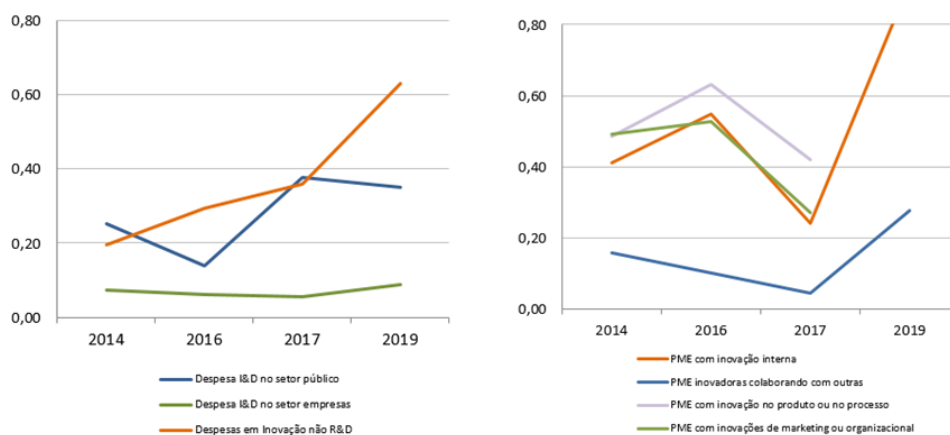 0,80
0,60
0,40
0,20
0,00
2014 2016 2017 2019
Despesa I&D no setor público
Despesa I&D no setor empresas
Despesas em Inovação não R&D
0,80
0,60
0,40
0,20
0,00
2014 2016 2017 2019
PME com inovação interna
PME inovadoras colaborando com outras
PME com inovação no produto ou no processo
PME com inovações de marketing ou organizacional